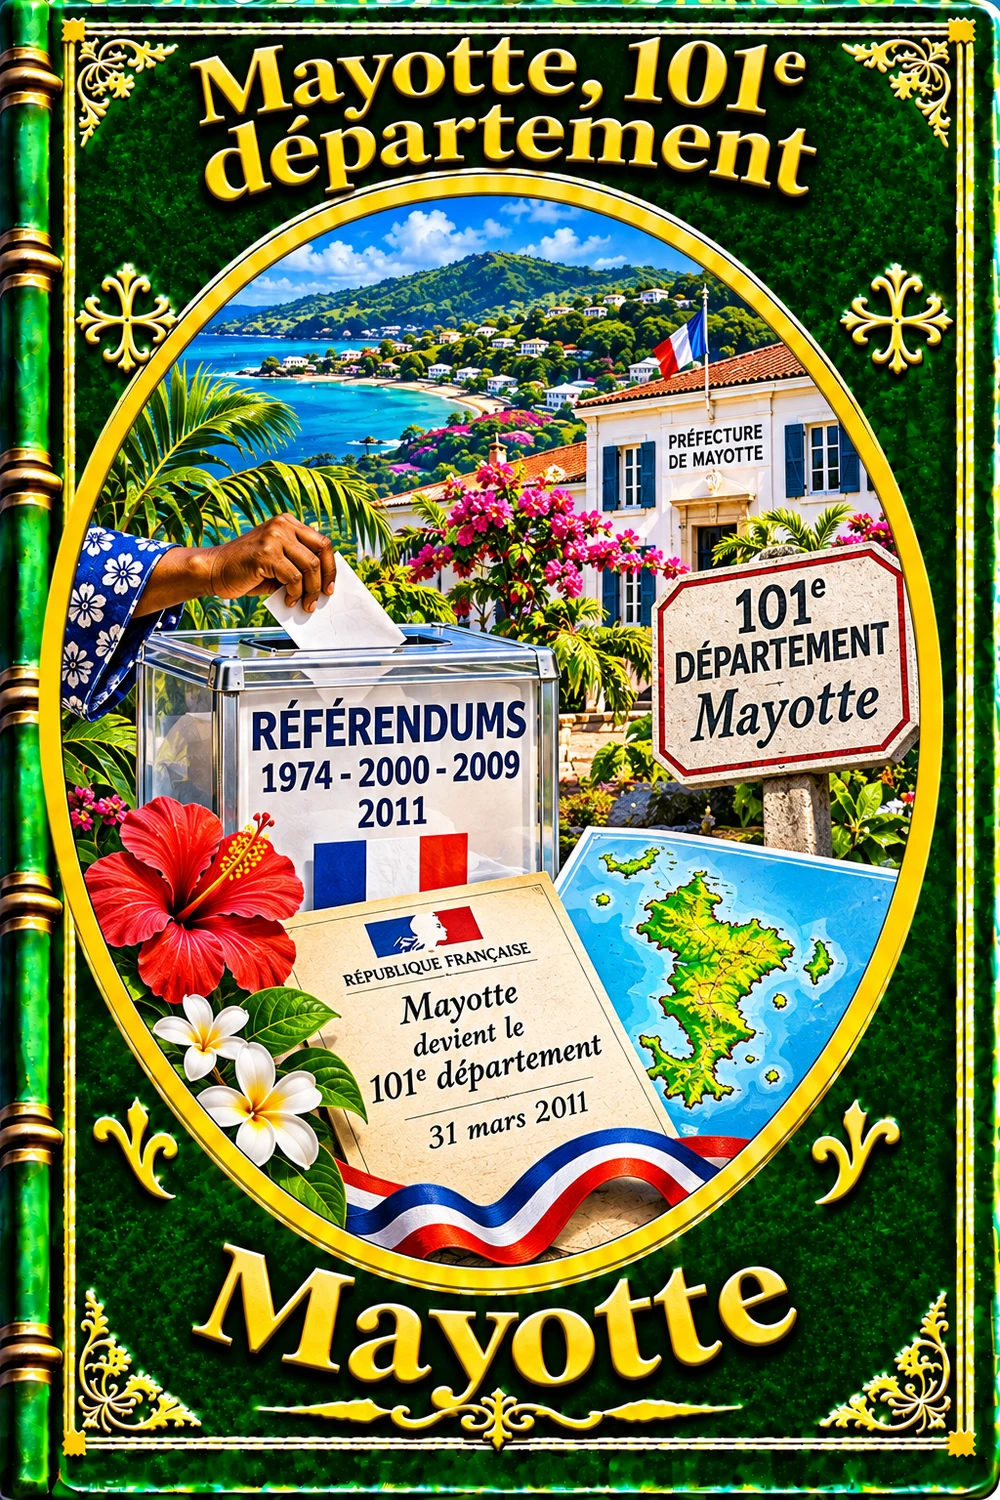 Mayotte, 101e
département
PRÉFECTURE
DE MAYOTTE
101e
DÉPARTEMENT
Mayotte
RÉFÉRENDUMS
1974 - 2000 - 2009
2011
RÉPUBLIQUE FRANÇAISE
Mayotte
devient le
101e département
31 mars 2011
Mayotte